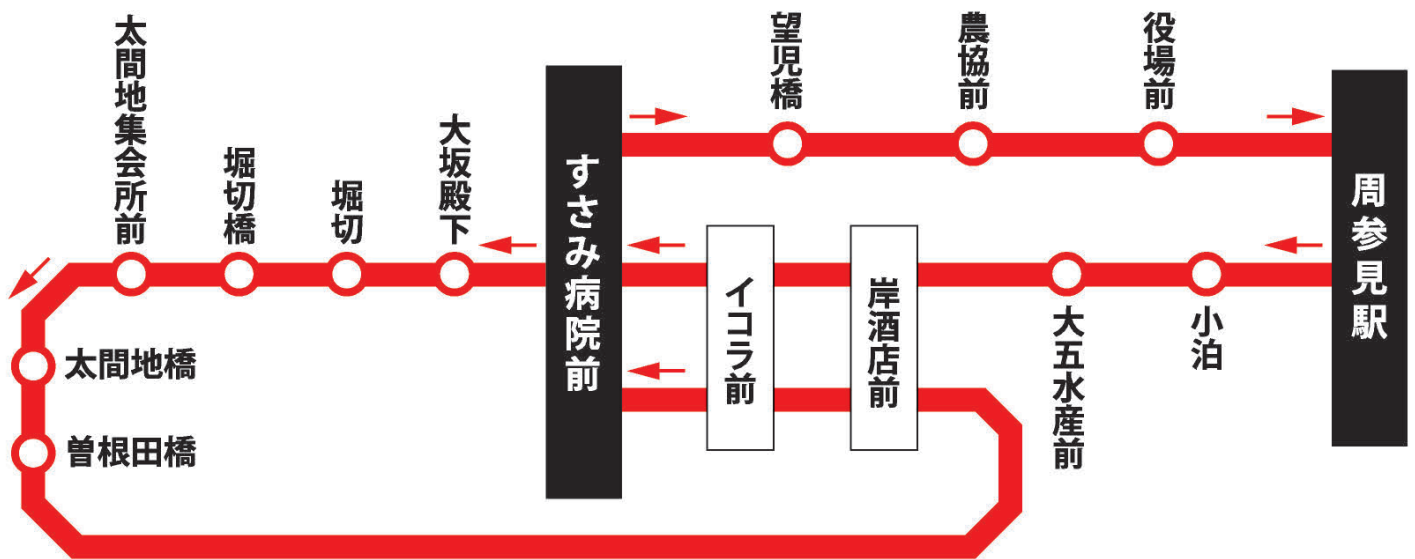 太間地集会所前
堀切橋
堀切
大坂殿下
すさみ病院前
望児橋
農協前
役場前
周参見駅
イコラ前
岸酒店前
大五水産前
小泊
太間地橋
曽根田橋